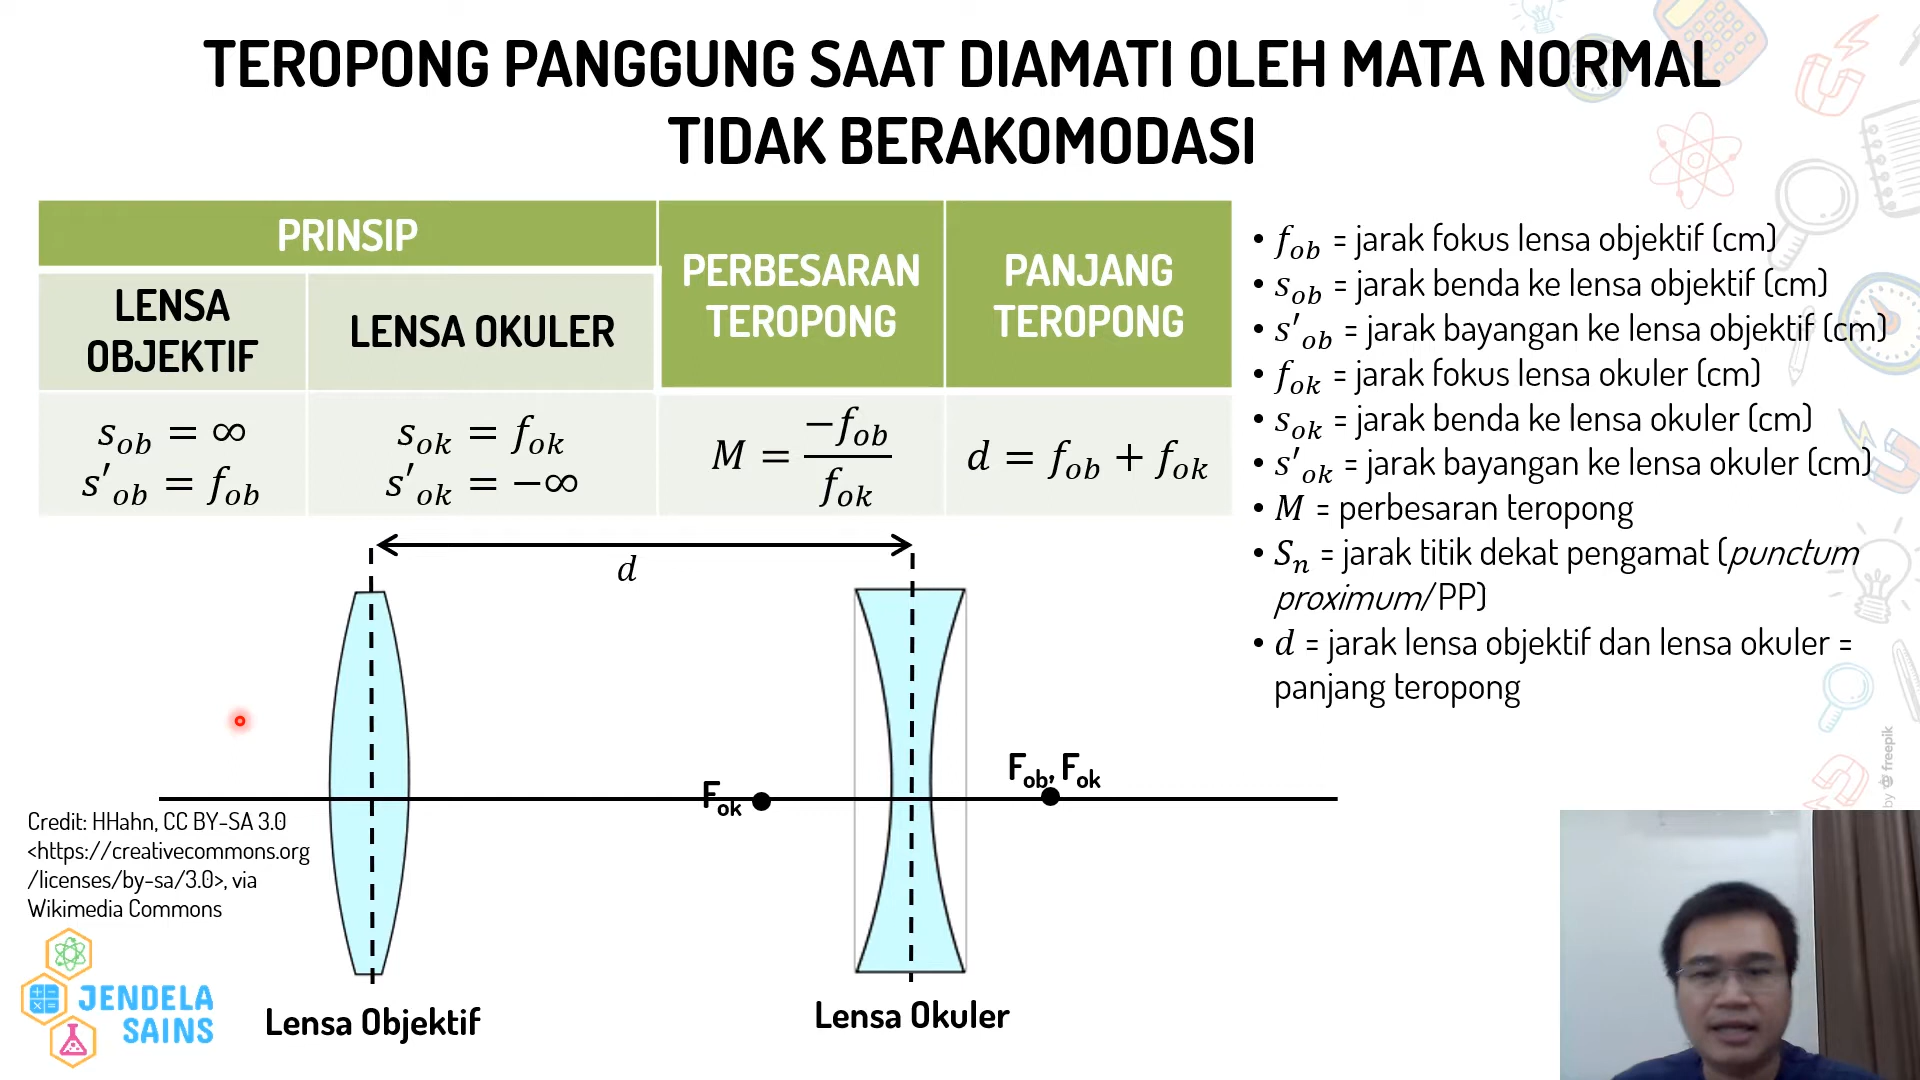 TEROPONG PANGGUNG SAAT DIAMATI OLEH MATA NORMAL
TIDAK BERAKOMODASI
PRINSIP
PERBESARAN
TEROPONG
PANJANG
TEROPONG
LENSA
OBJEKTIF
LENSA OKULER
s_ob = ∞
s'_ob = f_ob
s_ok = f_ok
s'_ok = −∞
M = −f_ob / f_ok
d = f_ob + f_ok
• f_ob = jarak fokus lensa objektif (cm)
• s_ob = jarak benda ke lensa objektif (cm)
• s'_ob = jarak bayangan ke lensa objektif (cm)
• f_ok = jarak fokus lensa okuler (cm)
• s_ok = jarak benda ke lensa okuler (cm)
• s'_ok = jarak bayangan ke lensa okuler (cm)
• M = perbesaran teropong
• S_n = jarak titik dekat pengamat (punctum
proximum/PP)
• d = jarak lensa objektif dan lensa okuler =
panjang teropong
d
F_ok
F_ob, F_ok
Lensa Objektif
Lensa Okuler
Credit: HHahn, CC BY-SA 3.0
<https://creativecommons.org
/licenses/by-sa/3.0>, via
Wikimedia Commons
JENDELA
SAINS
by freepik